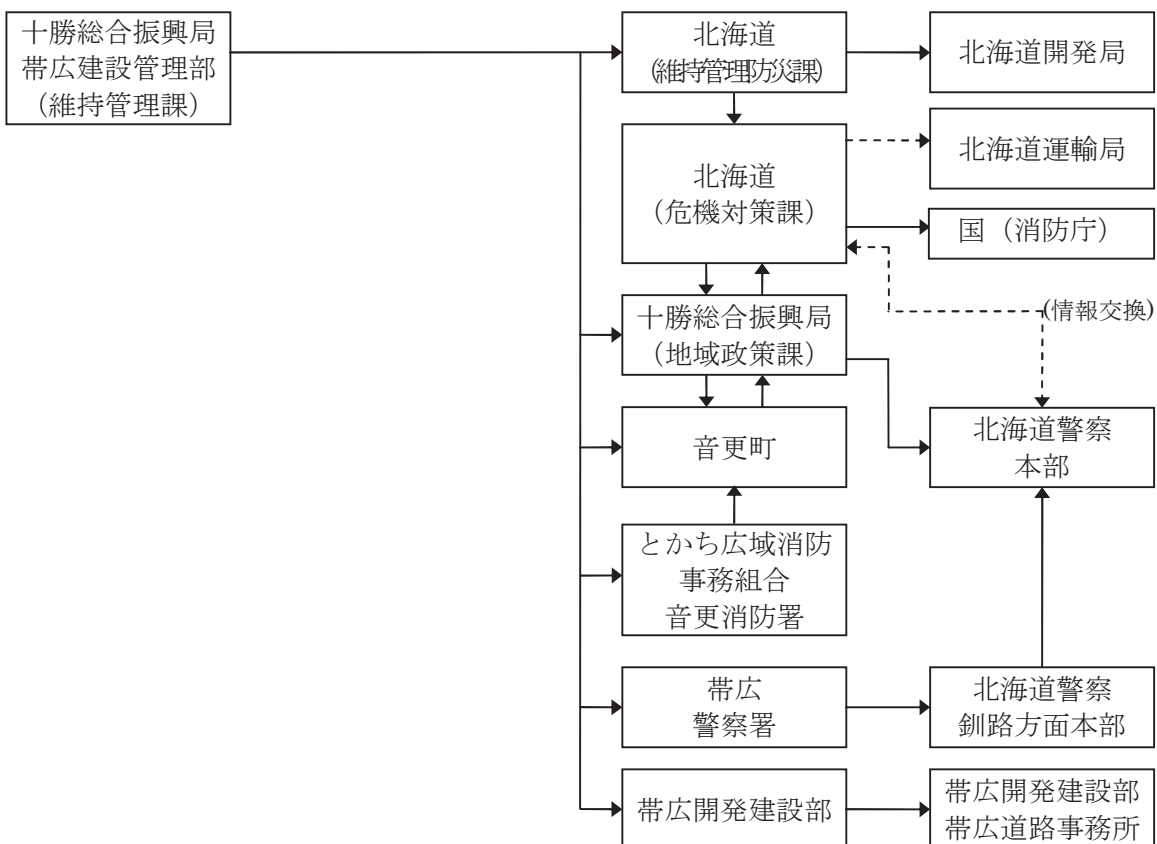 十勝総合振興局
帯広建設管理部
（維持管理課）
北海道
(維持管理防災課)
北海道開発局
北海道
（危機対策課）
北海道運輸局
国（消防庁）
(情報交換)
十勝総合振興局
（地域政策課）
音更町
北海道警察
本部
とかち広域消防
事務組合
音更消防署
帯広
警察署
北海道警察
釧路方面本部
帯広開発建設部
帯広開発建設部
帯広道路事務所